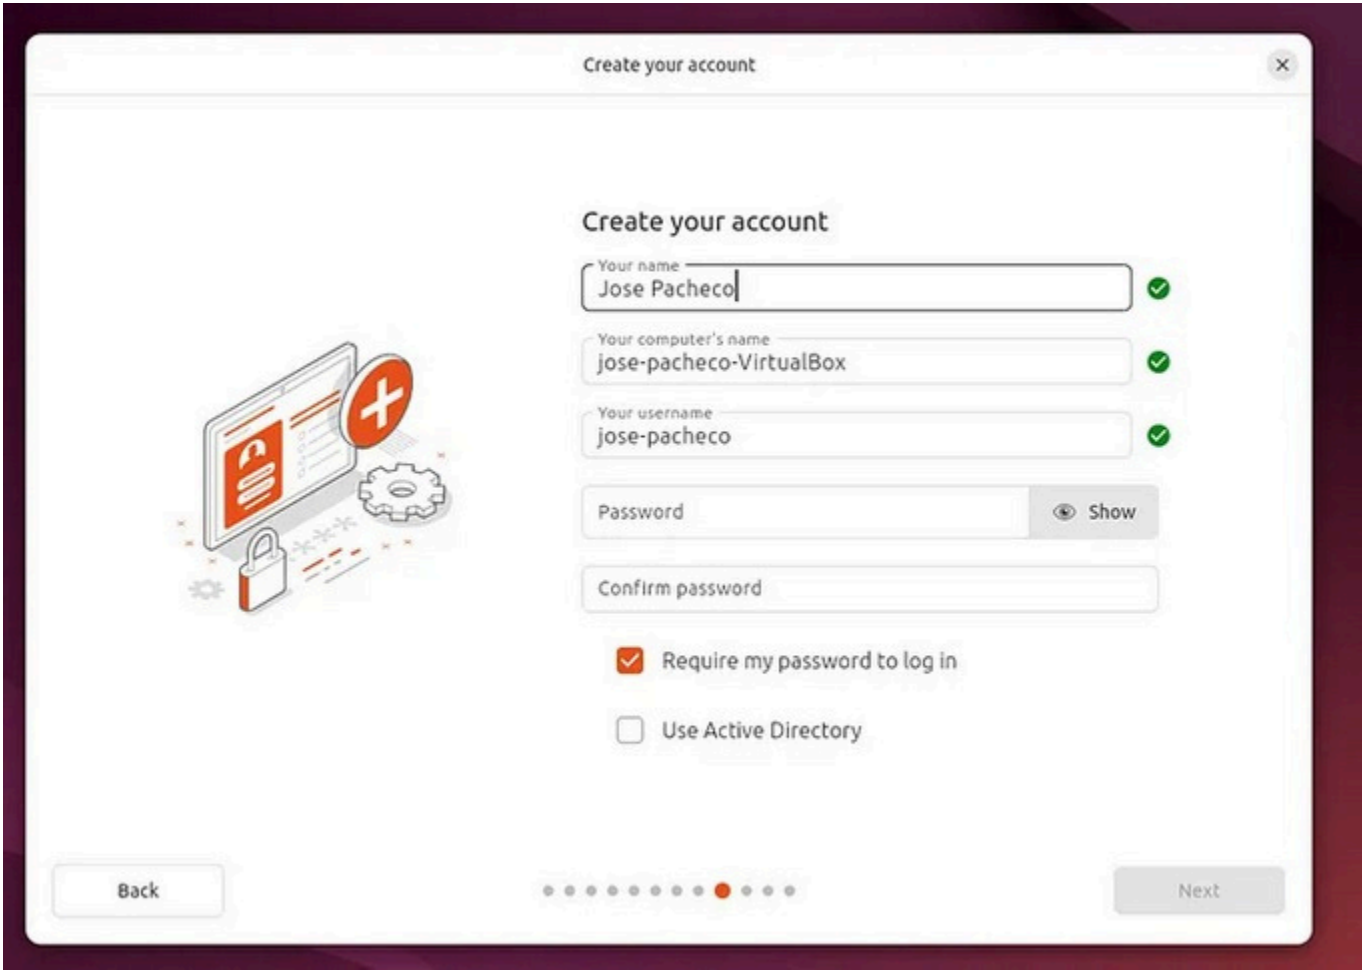 Create your account
Create your account
Your name
Jose Pacheco
Your computer's name
jose-pacheco-VirtualBox
Your username
jose-pacheco
Password
Show
Confirm password
Require my password to log in
Use Active Directory
Back
Next